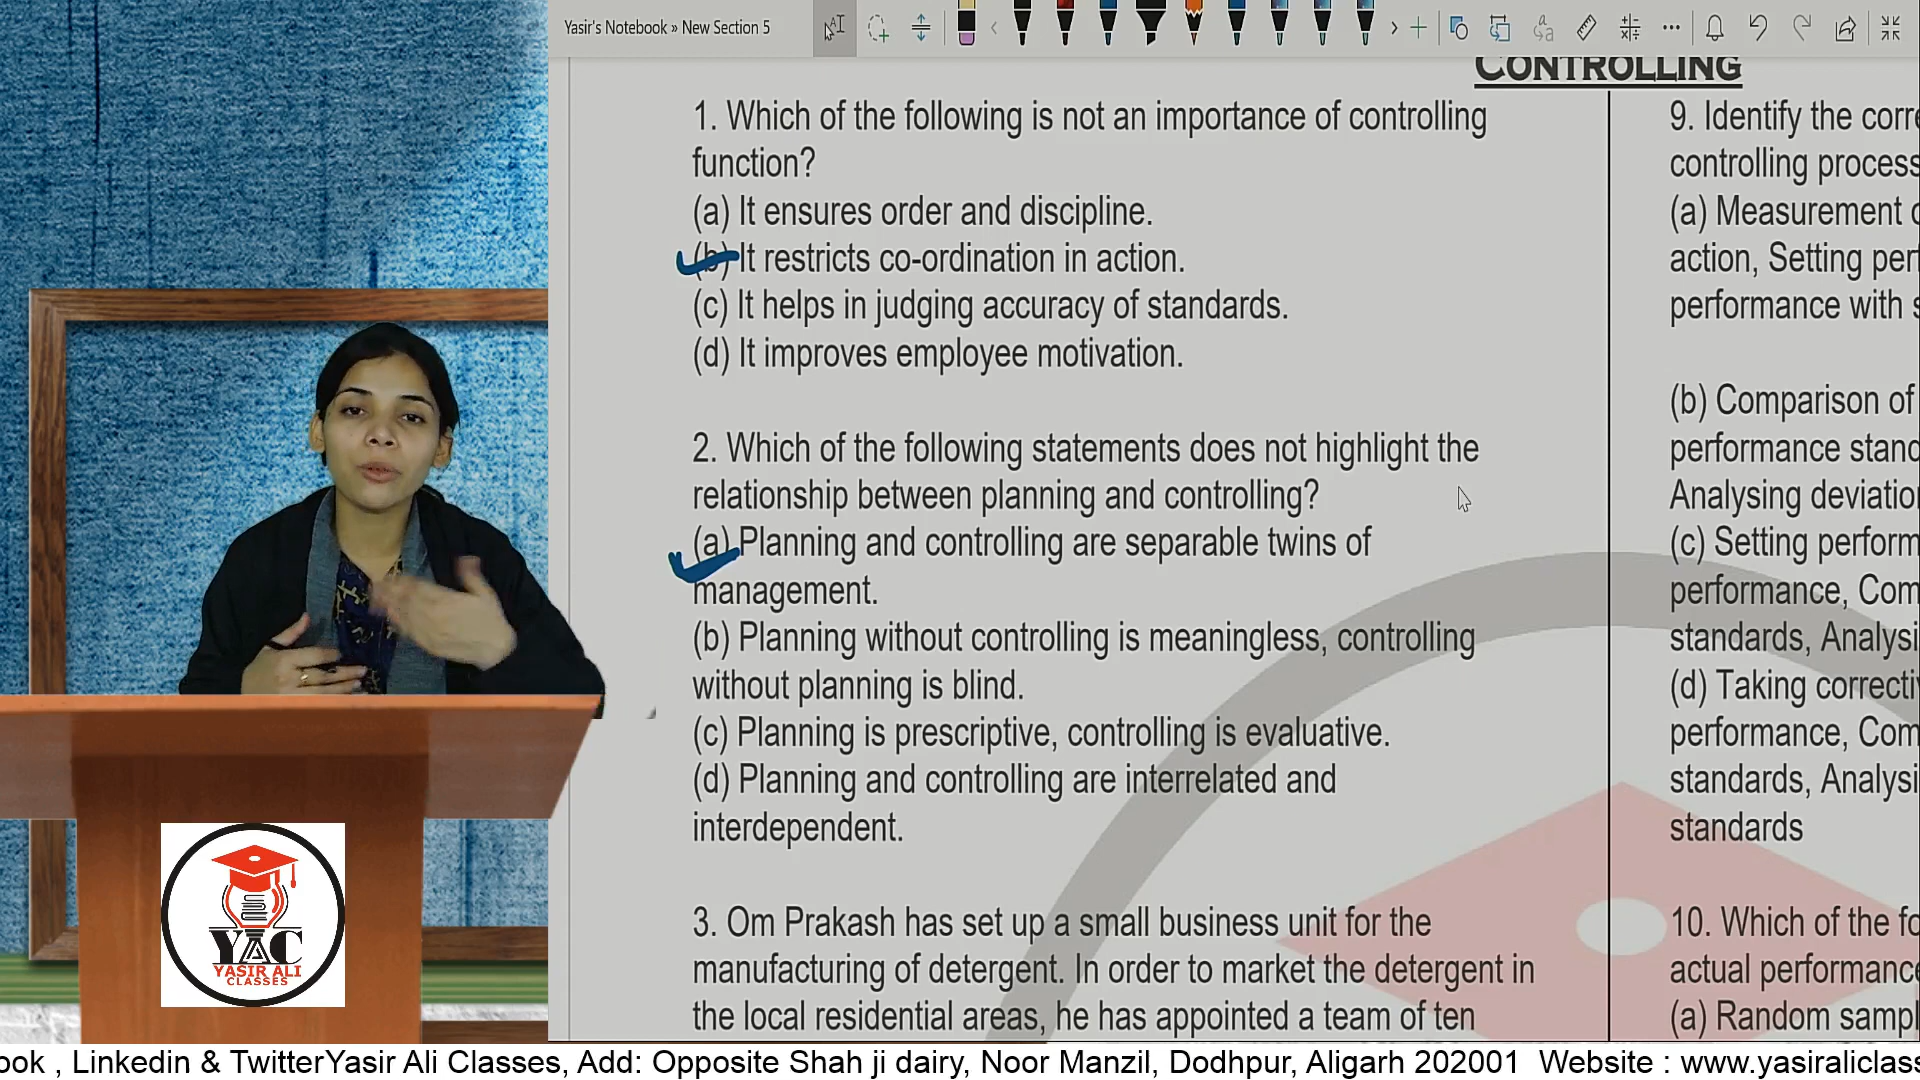 Yasir's Notebook » New Section 5
CONTROLLING
1. Which of the following is not an importance of controlling
function?
(a) It ensures order and discipline.
(b) It restricts co-ordination in action.
(c) It helps in judging accuracy of standards.
(d) It improves employee motivation.
2. Which of the following statements does not highlight the
relationship between planning and controlling?
(a) Planning and controlling are separable twins of
management.
(b) Planning without controlling is meaningless, controlling
without planning is blind.
(c) Planning is prescriptive, controlling is evaluative.
(d) Planning and controlling are interrelated and
interdependent.
3. Om Prakash has set up a small business unit for the
manufacturing of detergent. In order to market the detergent in
the local residential areas, he has appointed a team of ten
9. Identify the corre
controlling process
(a) Measurement o
action, Setting perf
performance with s
(b) Comparison of
performance stand
Analysing deviation
(c) Setting perform
performance, Com
standards, Analysi
(d) Taking correctiv
performance, Com
standards, Analysi
standards
10. Which of the fo
actual performance
(a) Random sampl
YAC
YASIR ALI
CLASSES
ook , Linkedin & TwitterYasir Ali Classes, Add: Opposite Shah ji dairy, Noor Manzil, Dodhpur, Aligarh 202001 Website : www.yasiraliclass